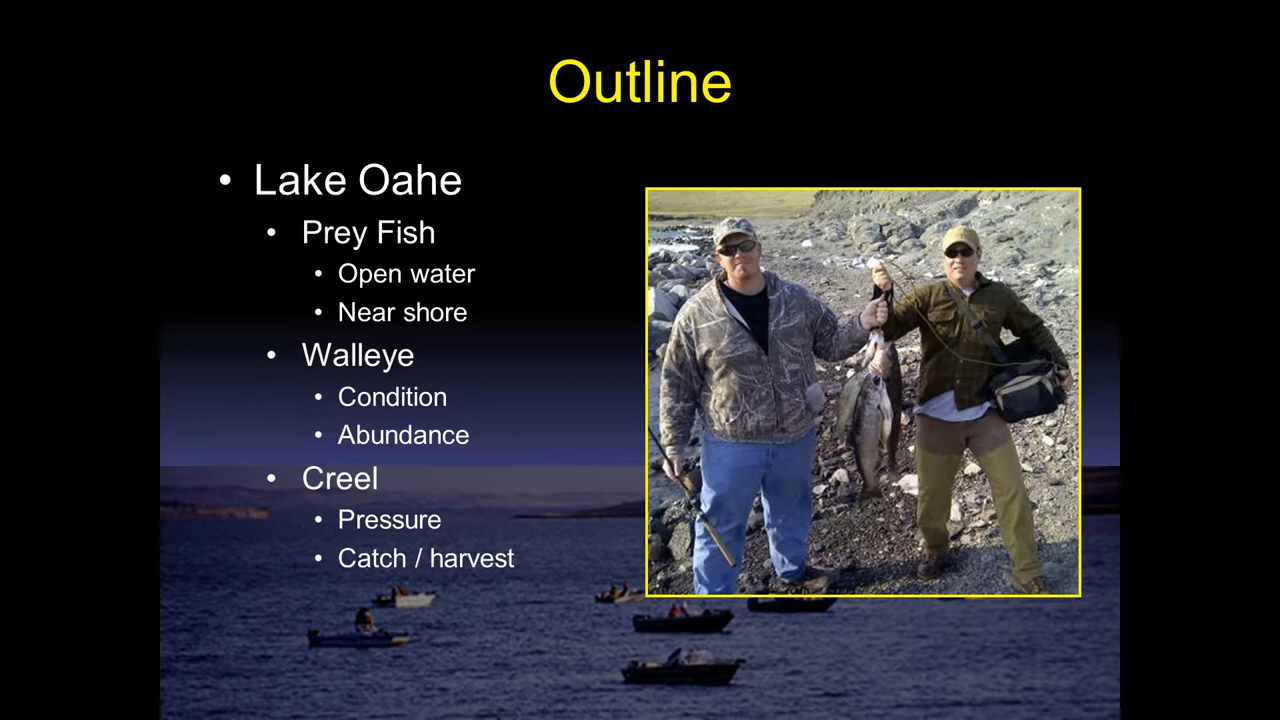 Outline
• Lake Oahe
• Prey Fish
• Open water
• Near shore
• Walleye
• Condition
• Abundance
• Creel
• Pressure
• Catch / harvest